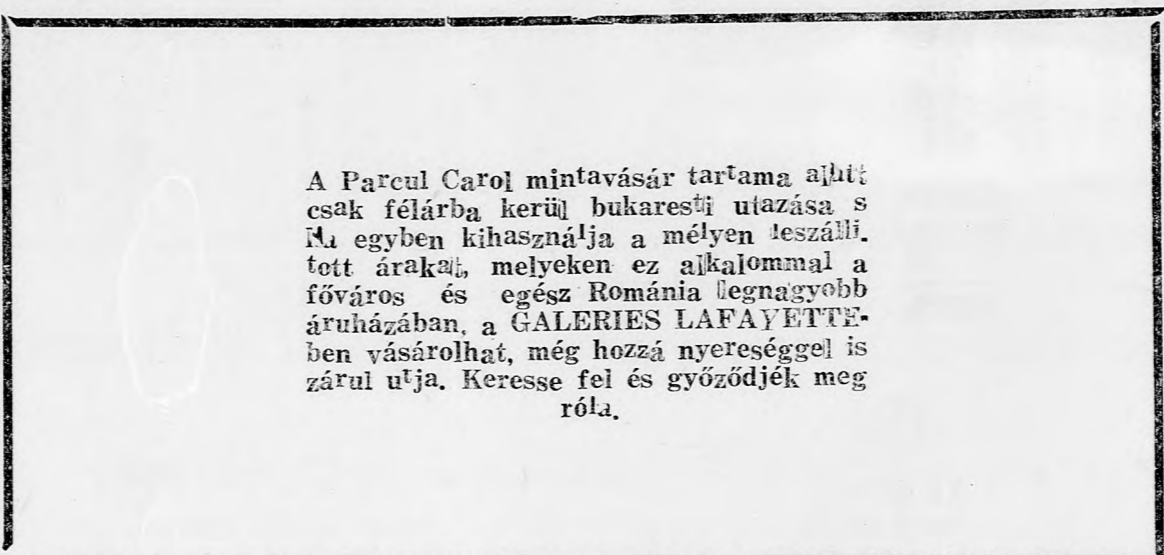 A Parcul Carol mintavásár tartama alatt
csak félárba kerül bukaresti utazása s
Ha egyben kihasználja a mélyen leszálli.
tott árakat, melyeken ez alkalommal a
főváros és egész Románia legnagyobb
áruházában, a GALERIES LAFAYETTE-
ben vásárolhat, még hozzá nyereséggel is
zárul utja. Keresse fel és győződjék meg
róla.